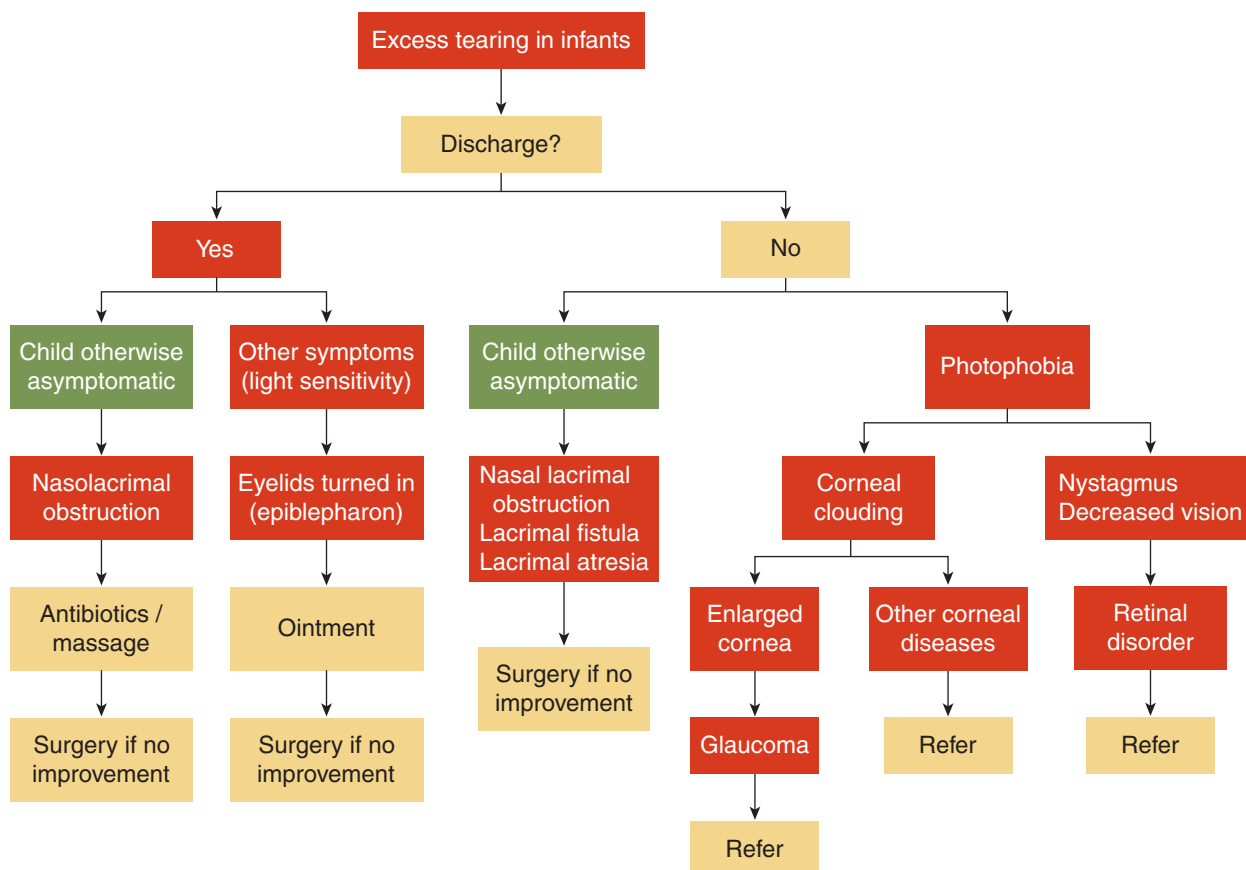 Excess tearing in infants
Discharge?
Yes
No
Child otherwise
asymptomatic
Other symptoms
(light sensitivity)
Child otherwise
asymptomatic
Photophobia
Nasolacrimal
obstruction
Eyelids turned in
(epiblepharon)
Nasal lacrimal
obstruction
Lacrimal fistula
Lacrimal atresia
Corneal
clouding
Nystagmus
Decreased vision
Antibiotics /
massage
Ointment
Surgery if no
improvement
Enlarged
cornea
Other corneal
diseases
Retinal
disorder
Surgery if no
improvement
Surgery if no
improvement
Glaucoma
Refer
Refer
Refer